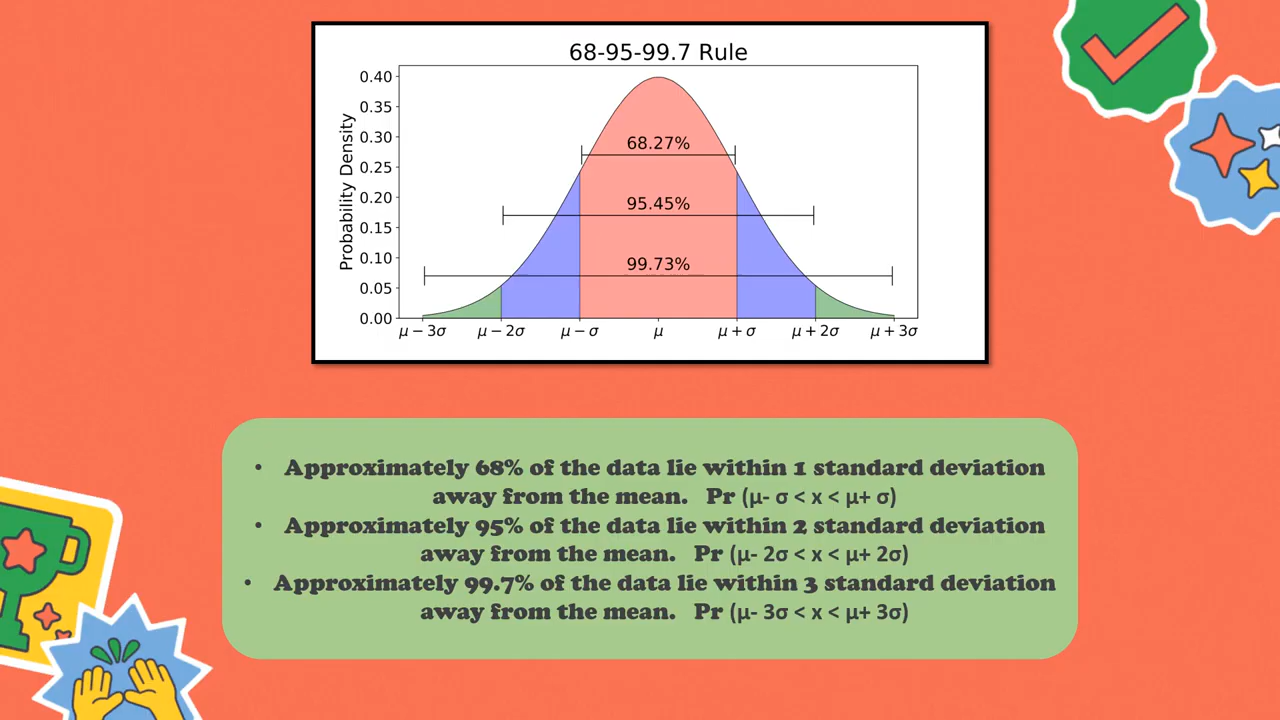 68-95-99.7 Rule
Probability Density
0.40
0.35
0.30
0.25
0.20
0.15
0.10
0.05
0.00
68.27%
95.45%
99.73%
μ − 3σ μ − 2σ μ − σ μ μ + σ μ + 2σ μ + 3σ
• Approximately 68% of the data lie within 1 standard deviation
away from the mean. Pr (μ- σ < x < μ+ σ)
• Approximately 95% of the data lie within 2 standard deviation
away from the mean. Pr (μ- 2σ < x < μ+ 2σ)
• Approximately 99.7% of the data lie within 3 standard deviation
away from the mean. Pr (μ- 3σ < x < μ+ 3σ)